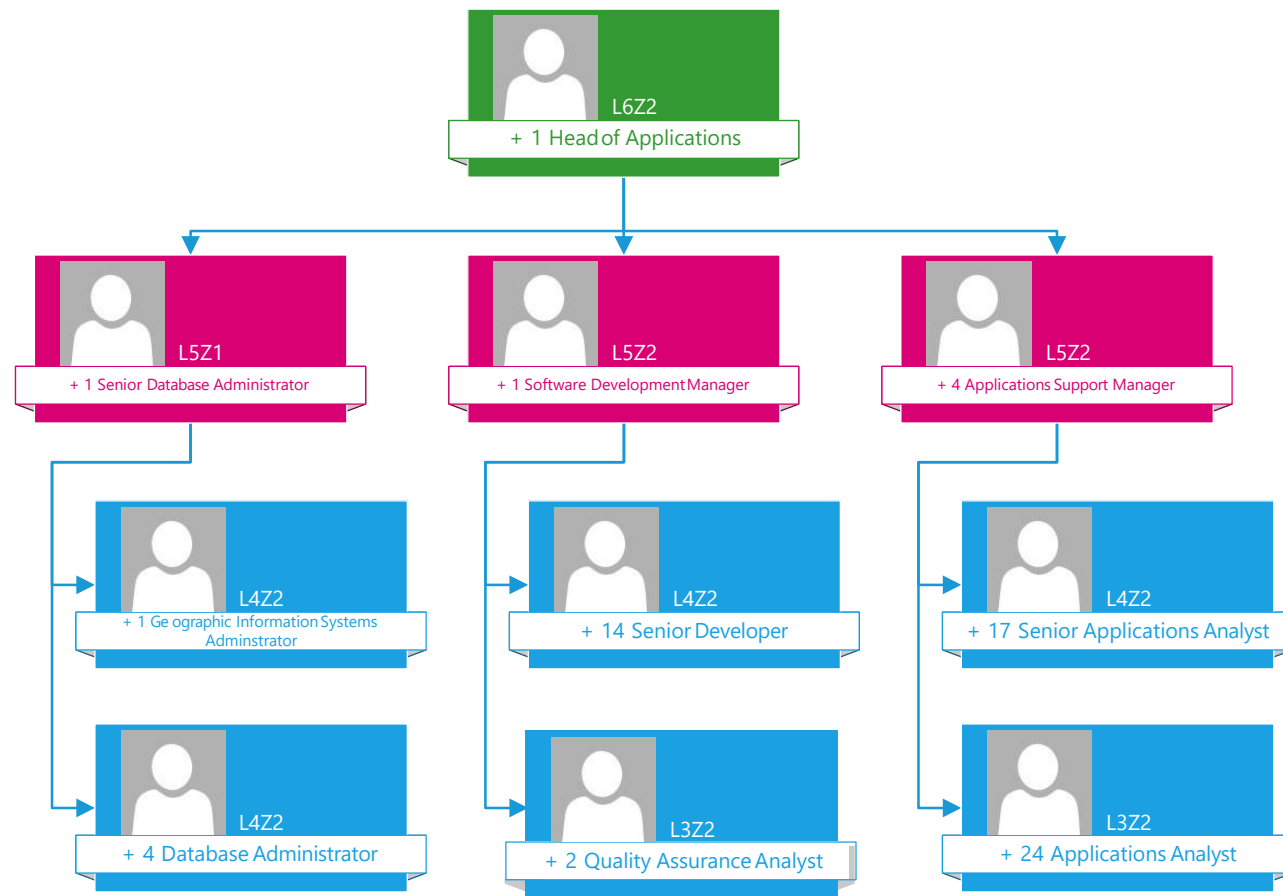 L6Z2
+ 1 Head of Applications
L5Z1
+ 1 Senior Database Administrator
L5Z2
+ 1 Software Development Manager
L5Z2
+ 4 Applications Support Manager
L4Z2
+ 1 Ge ographic Information Systems
Adminstrator
L4Z2
+ 14 Senior Developer
L4Z2
+ 17 Senior Applications Analyst
L4Z2
+ 4 Database Administrator
L3Z2
+ 2 Quality Assurance Analyst
L3Z2
+ 24 Applications Analyst